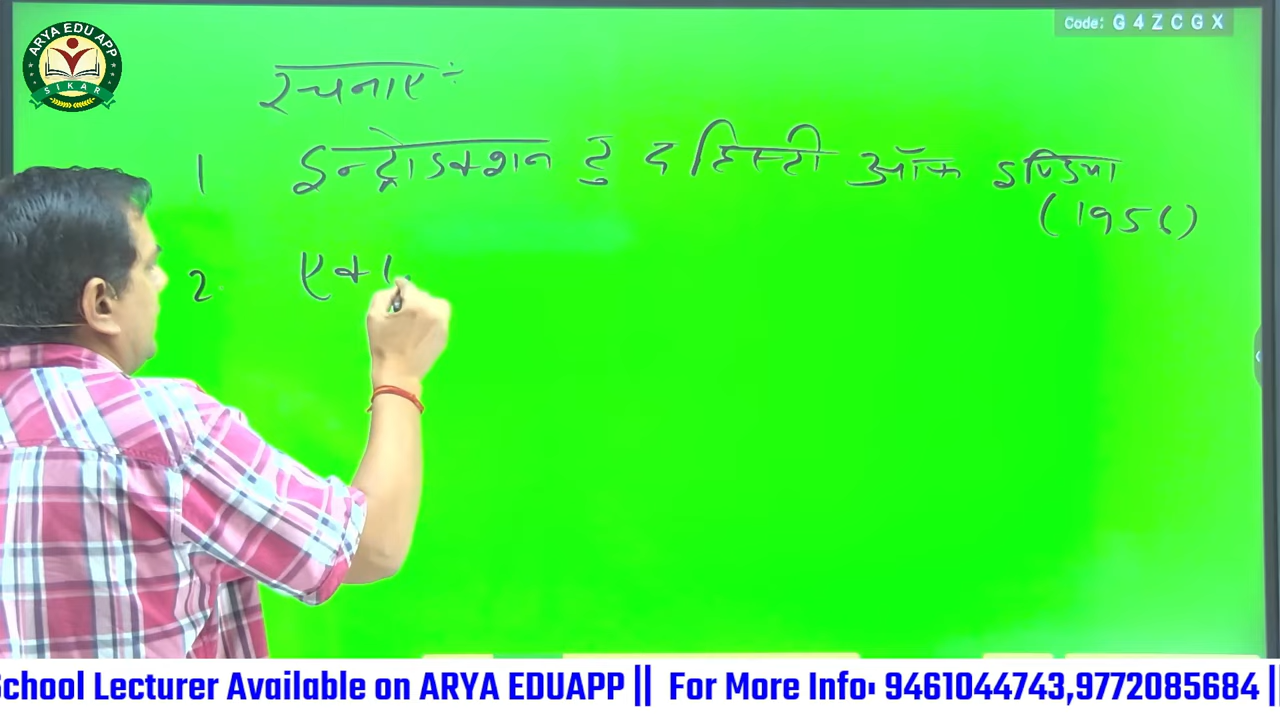 ARYA EDU APP
SIKAR
Code: G 4 Z C G X
रचनाए ÷
1 इन्ट्रोडक्शन टु द हिस्टी ऑफ इण्डिया
(1956)
2 एक
School Lecturer Available on ARYA EDUAPP || For More Info: 9461044743,9772085684 ||